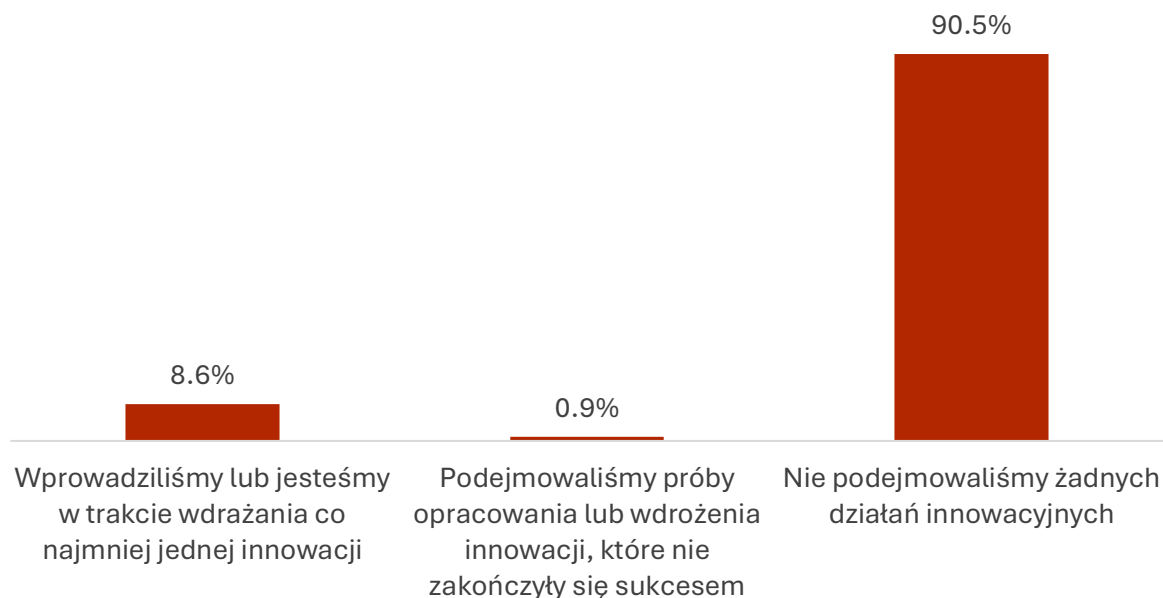 90.5%
8.6%
0.9%
Wprowadziliśmy lub jesteśmy
w trakcie wdrażania co
najmniej jednej innowacji
Podejmowaliśmy próby
opracowania lub wdrożenia
innowacji, które nie
zakończyły się sukcesem
Nie podejmowaliśmy żadnych
działań innowacyjnych